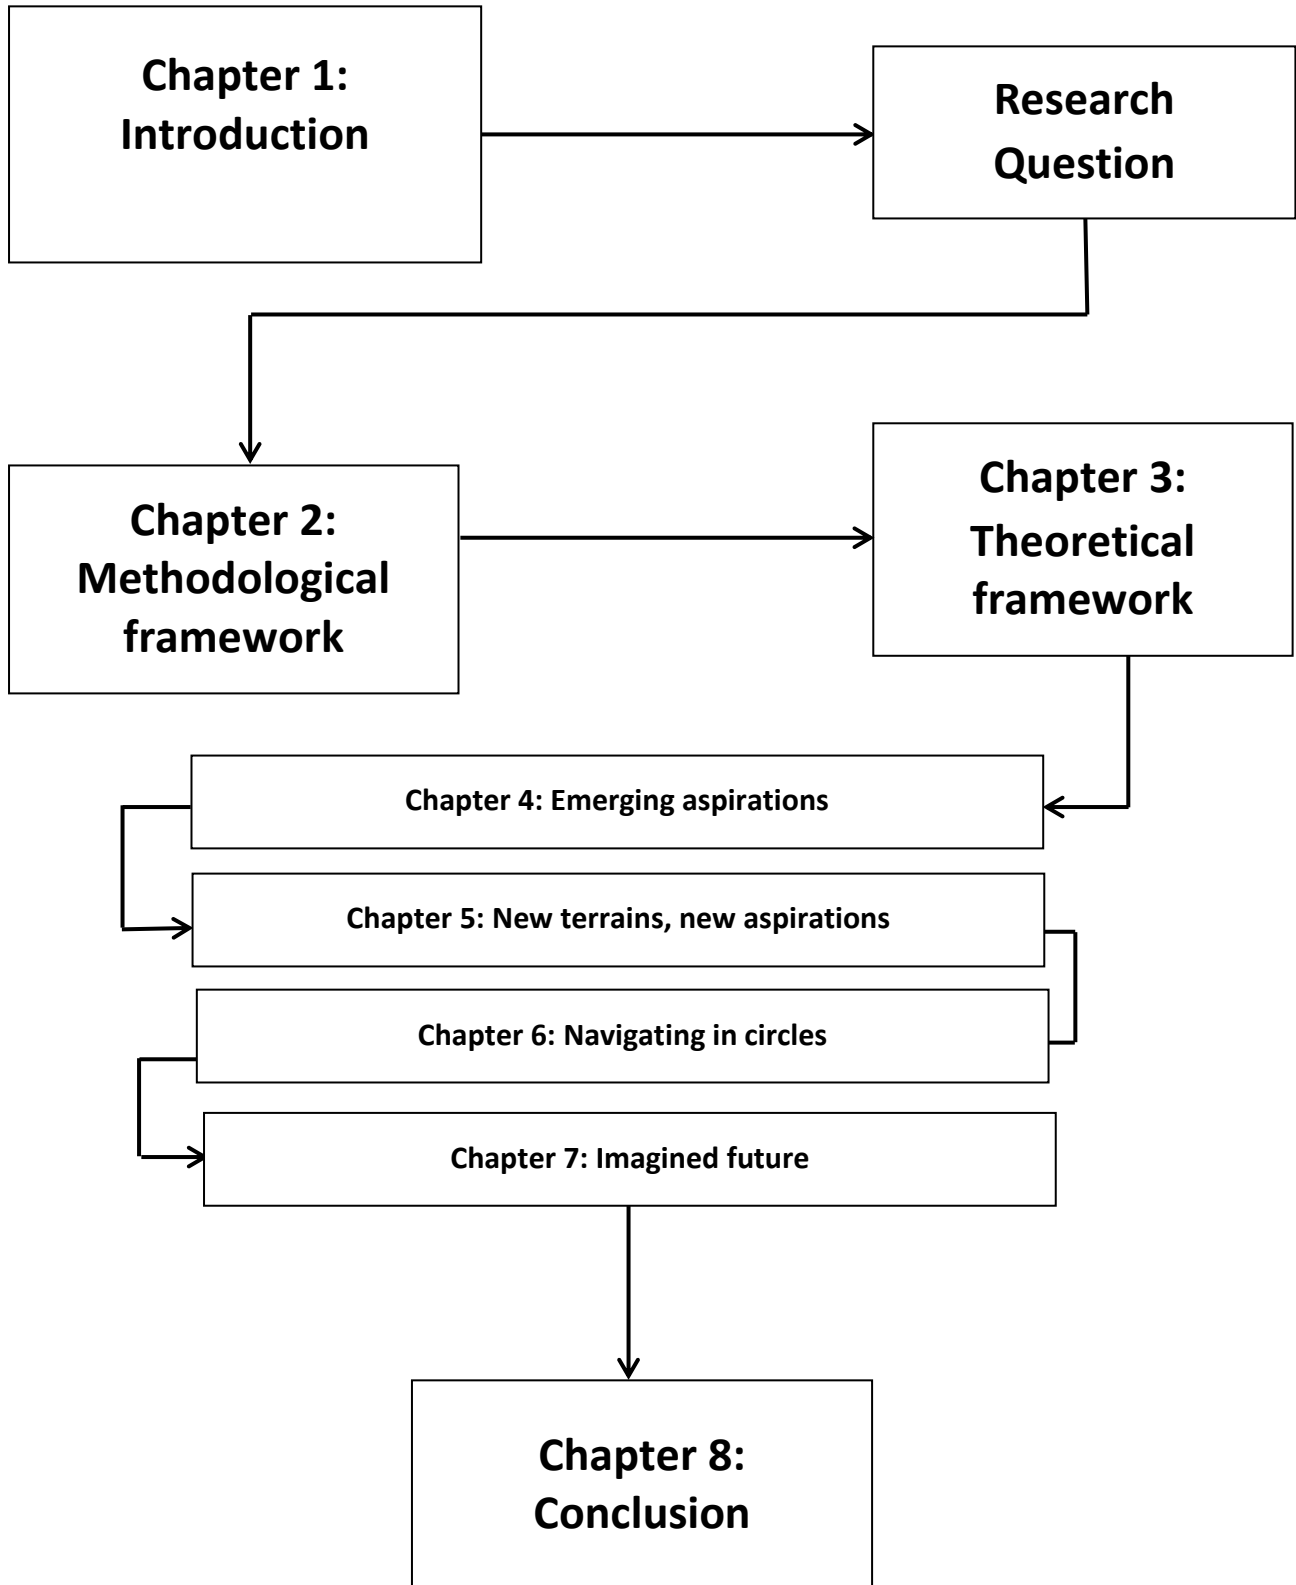 Chapter 1:
Introduction
Research
Question
Chapter 2:
Methodological
framework
Chapter 3:
Theoretical
framework
Chapter 4: Emerging aspirations
Chapter 5: New terrains, new aspirations
Chapter 6: Navigating in circles
Chapter 7: Imagined future
Chapter 8:
Conclusion